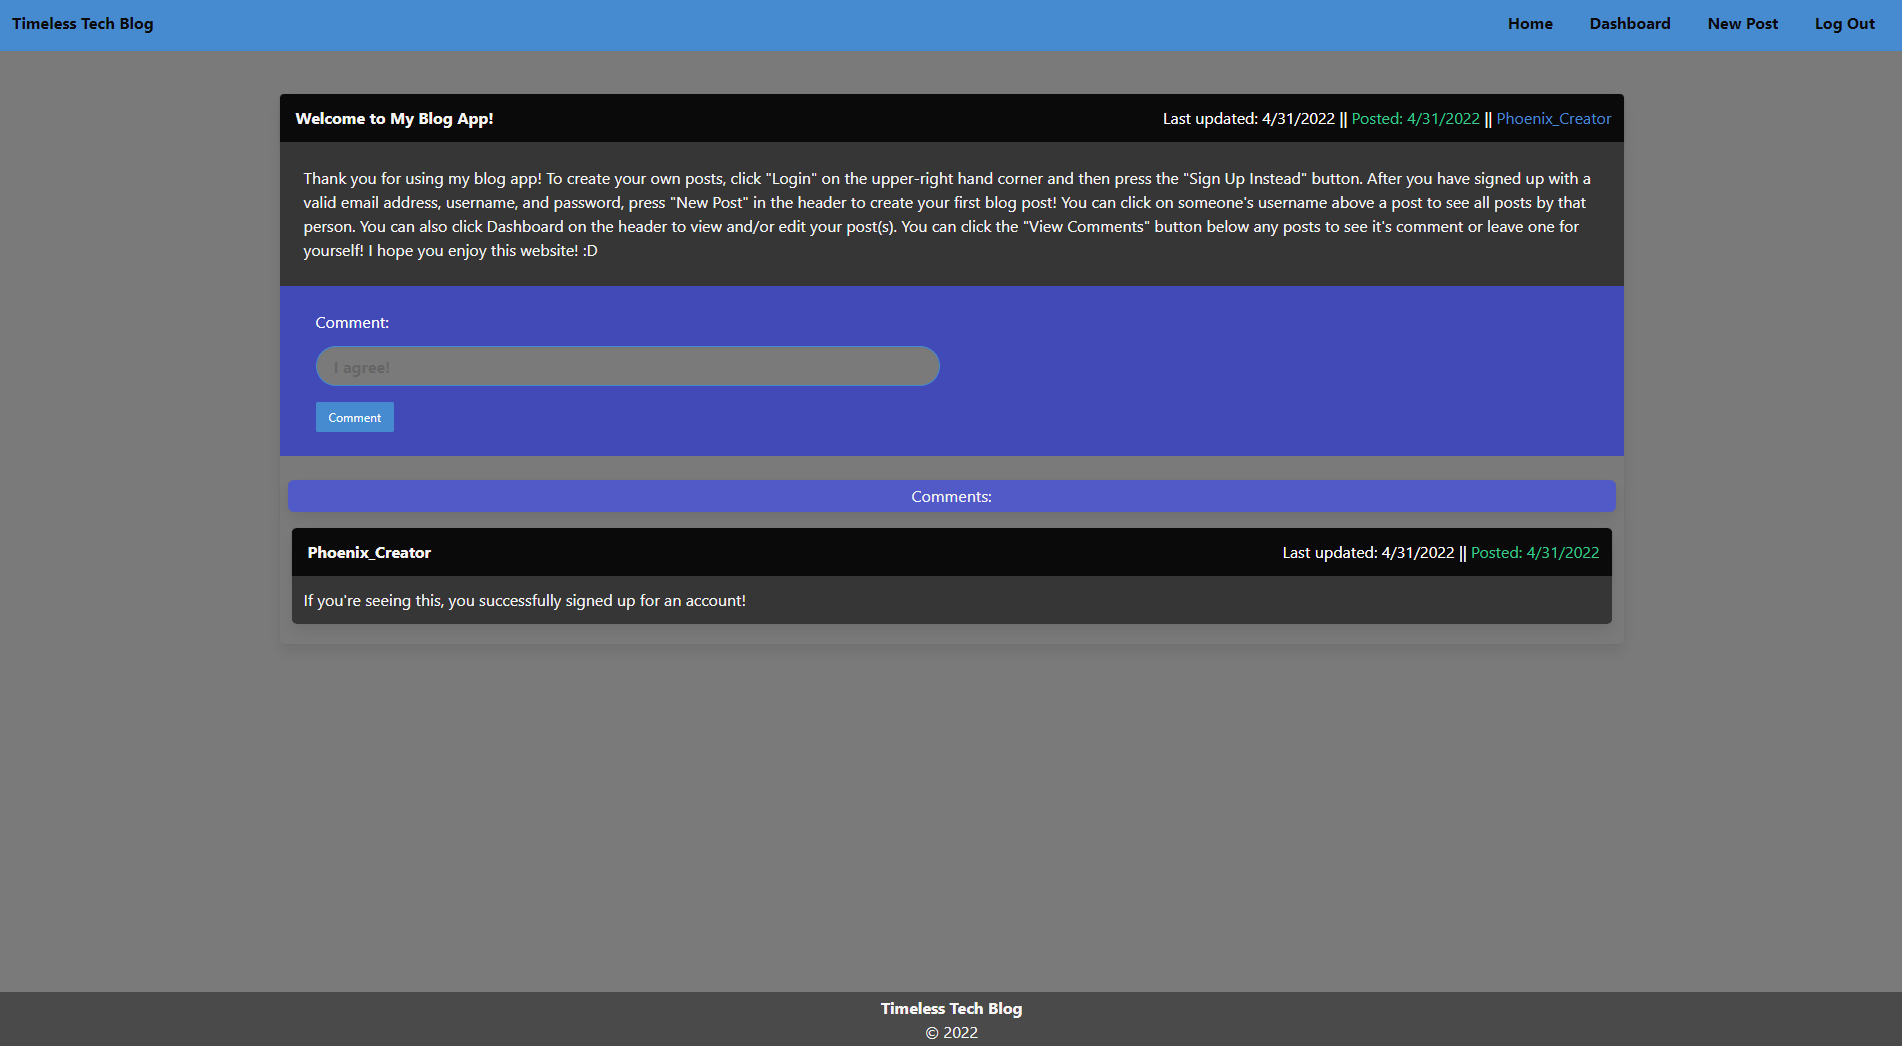 Timeless Tech Blog Home Dashboard New Post Log Out
Welcome to My Blog App! Last updated: 4/31/2022 || Posted: 4/31/2022 || Phoenix_Creator
Thank you for using my blog app! To create your own posts, click "Login" on the upper-right hand corner and then press the "Sign Up Instead" button. After you have signed up with a
valid email address, username, and password, press "New Post" in the header to create your first blog post! You can click on someone's username above a post to see all posts by that
person. You can also click Dashboard on the header to view and/or edit your post(s). You can click the "View Comments" button below any posts to see it's comment or leave one for
yourself! I hope you enjoy this website! :D
Comment:
I agree!
Comment
Comments:
Phoenix_Creator Last updated: 4/31/2022 || Posted: 4/31/2022
If you're seeing this, you successfully signed up for an account!
Timeless Tech Blog
© 2022